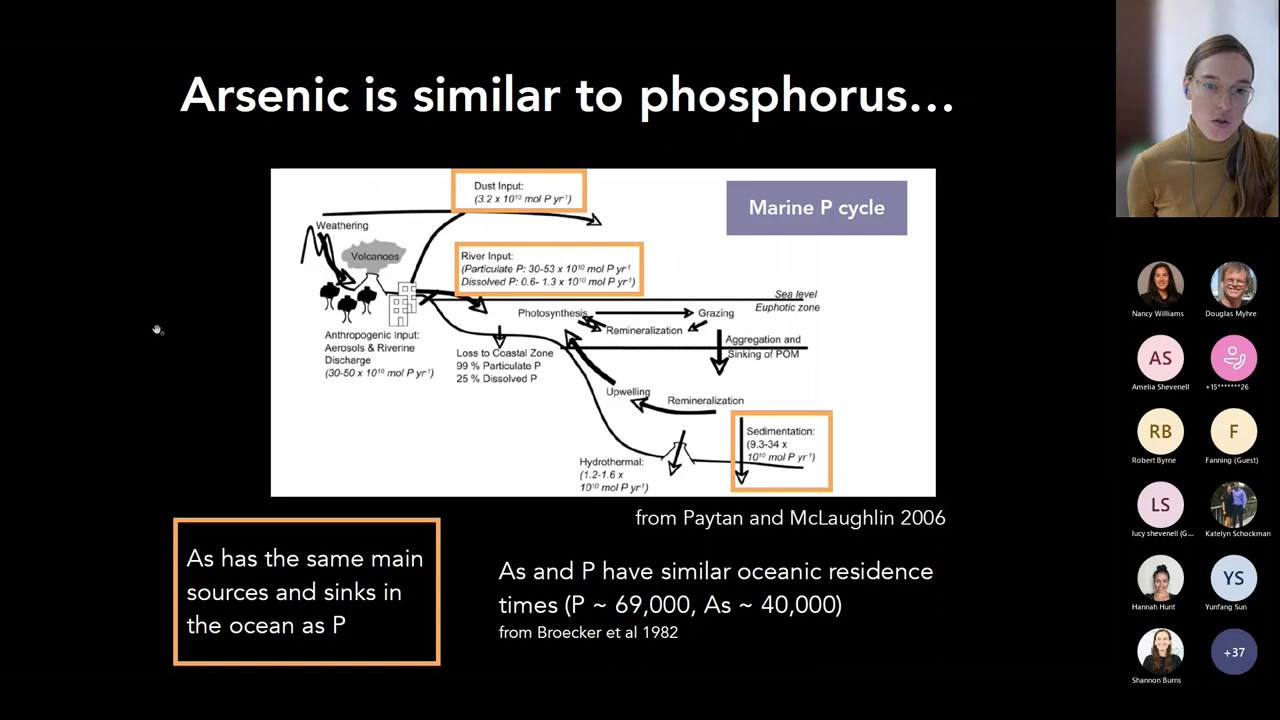 Arsenic is similar to phosphorus...
Dust Input:
(3.2 x 10¹⁰ mol P yr⁻¹)
Marine P cycle
Weathering
Volcanoes
River Input:
(Particulate P: 30-53 x 10¹⁰ mol P yr⁻¹
Dissolved P: 0.6- 1.3 x 10¹⁰ mol P yr⁻¹)
Sea level
Euphotic zone
Photosynthesis
Grazing
Remineralization
Anthropogenic Input:
Aerosols & Riverine
Discharge
(30-50 x 10¹⁰ mol P yr⁻¹)
Loss to Coastal Zone
99 % Particulate P
25 % Dissolved P
Aggregation and
Sinking of POM
Upwelling
Remineralization
Sedimentation:
(9.3-34 x
10¹⁰ mol P yr⁻¹)
Hydrothermal:
(1.2-1.6 x
10¹⁰ mol P yr⁻¹)
from Paytan and McLaughlin 2006
As has the same main
sources and sinks in
the ocean as P
As and P have similar oceanic residence
times (P ~ 69,000, As ~ 40,000)
from Broecker et al 1982
Nancy Williams
Douglas Myhre
AS
Amelia Shevenell
+15*******26
RB
Robert Byrne
F
Fanning (Guest)
LS
lucy shevenell (G...
Katelyn Schockman
Hannah Hunt
YS
Yunfang Sun
Shannon Burns
+37